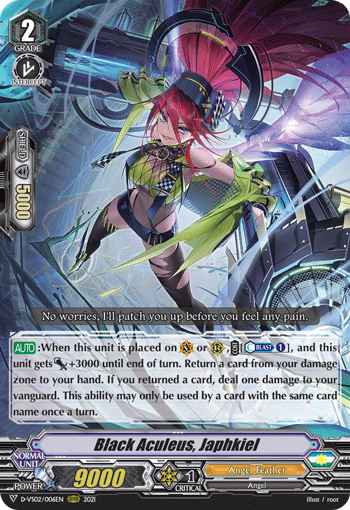 2
GRADE
INTERCEPT
SHIELD
5000
No worries, I'll patch you up before you feel any pain.
AUTO:When this unit is placed on (VC) or (RC), COST[(Counter BLAST 1)], and this
unit gets +3000 until end of turn. Return a card from your damage
zone to your hand. If you returned a card, deal one damage to your
vanguard. This ability may only be used by a card with the same card
name once a turn.
Black Aculeus, Japhkiel
NORMAL
UNIT
POWER
9000
1
CRITICAL
Angel Feather
Angel
D-VS02/006EN RRR 2021
Illust / root